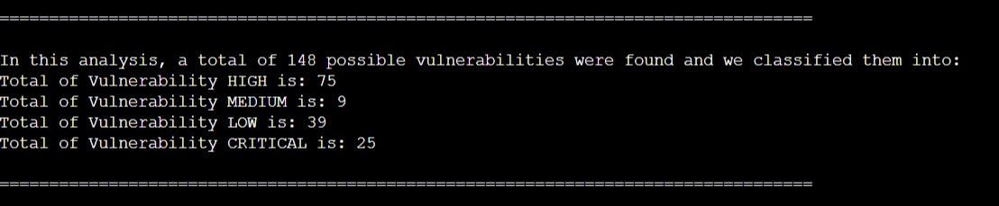 ==================================================================================
In this analysis, a total of 148 possible vulnerabilities were found and we classified them into:
Total of Vulnerability HIGH is: 75
Total of Vulnerability MEDIUM is: 9
Total of Vulnerability LOW is: 39
Total of Vulnerability CRITICAL is: 25
==================================================================================